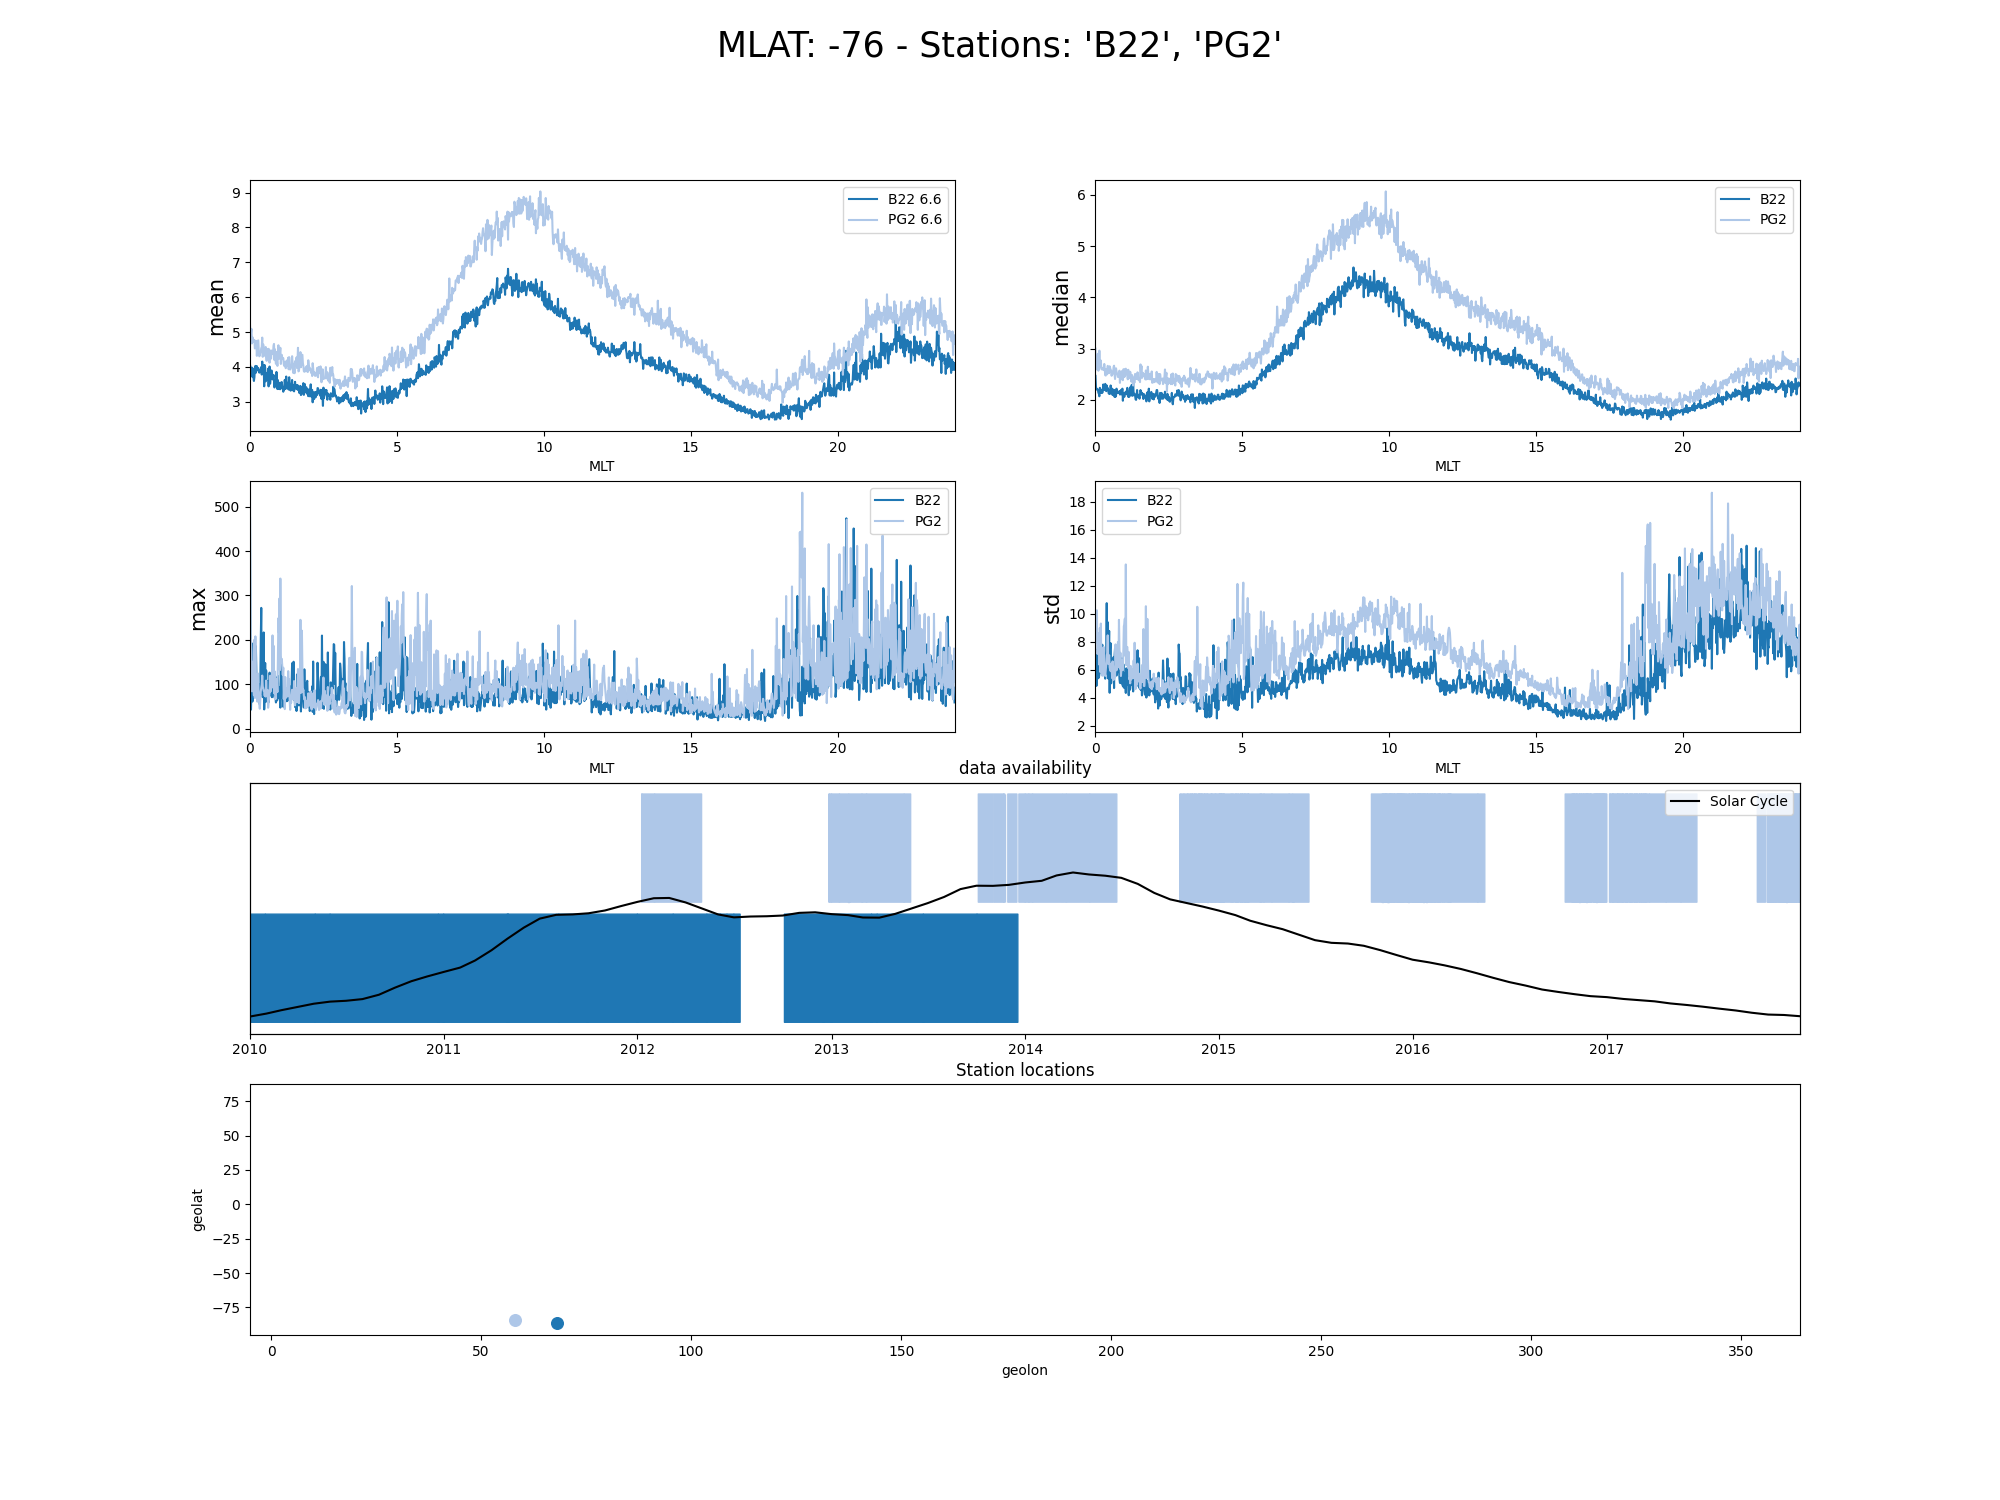 MLAT: -76 - Stations: 'B22', 'PG2'
9
8
7
6
5
4
3
mean
B22 6.6
PG2 6.6
0 5 10 15 20
MLT
6
5
4
3
2
median
B22
PG2
0 5 10 15 20
MLT
500
400
300
200
100
0
max
B22
PG2
0 5 10 15 20
MLT
18
16
14
12
10
8
6
4
2
std
B22
PG2
0 5 10 15 20
MLT
data availability
Solar Cycle
2010 2011 2012 2013 2014 2015 2016 2017
Station locations
75
50
25
0
−25
−50
−75
geolat
0 50 100 150 200 250 300 350
geolon